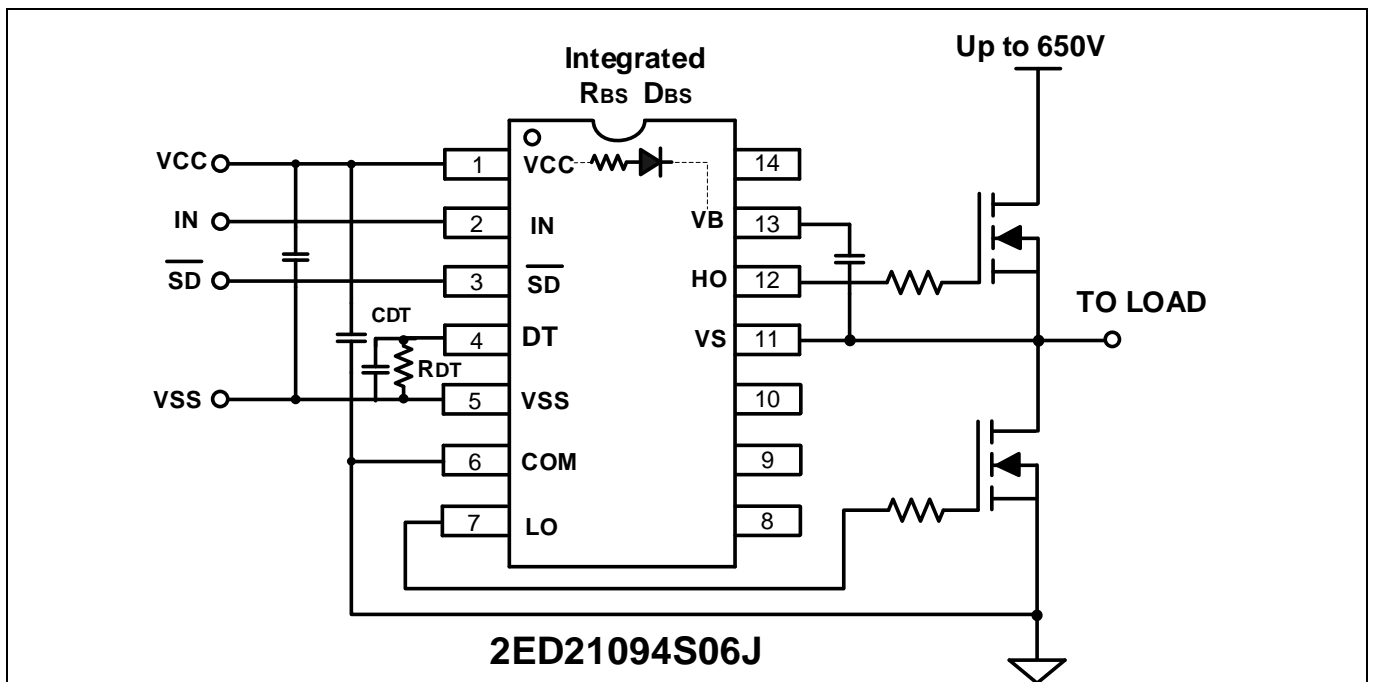 Integrated
RBS DBS
Up to 650V
VCC
1
VCC
14
IN
2
IN
VB
13
SD
3
SD
HO
12
CDT
4
DT
VS
11
TO LOAD
RDT
VSS
5
VSS
10
6
COM
9
7
LO
8
2ED21094S06J